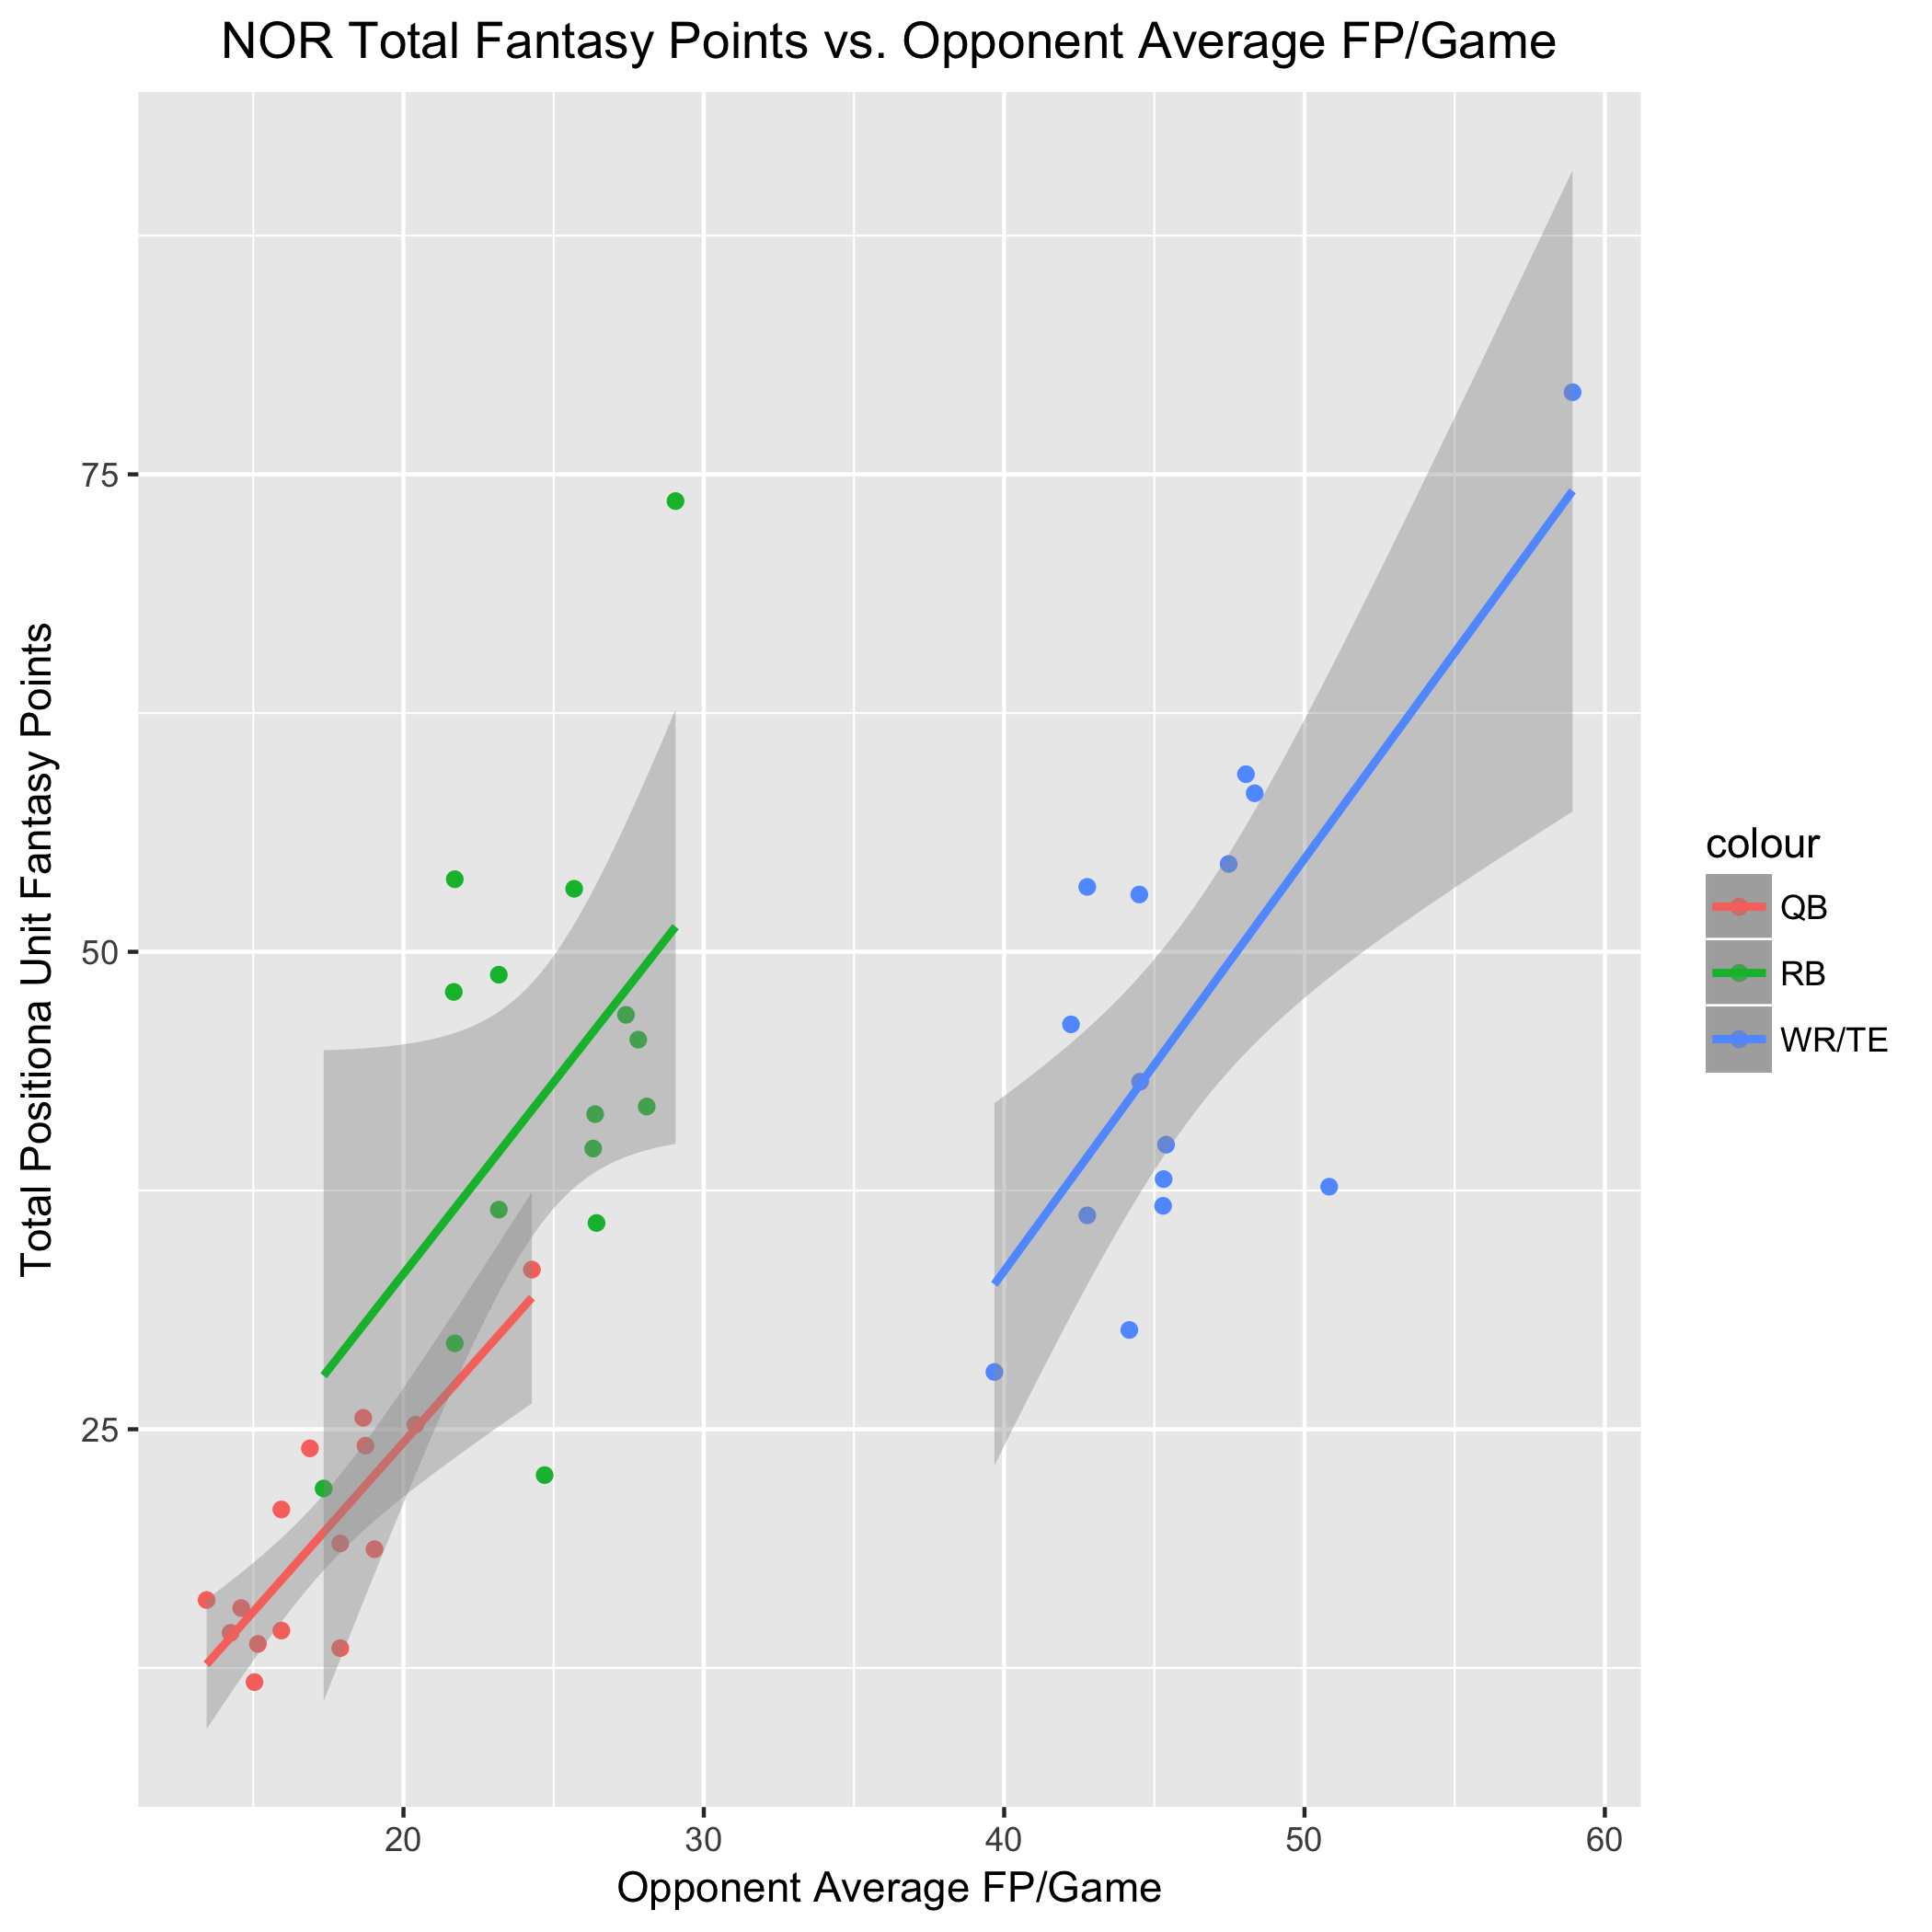 NOR Total Fantasy Points vs. Opponent Average FP/Game
Total Positiona Unit Fantasy Points
75
50
25
20
30
40
50
60
Opponent Average FP/Game
colour
QB
RB
WR/TE